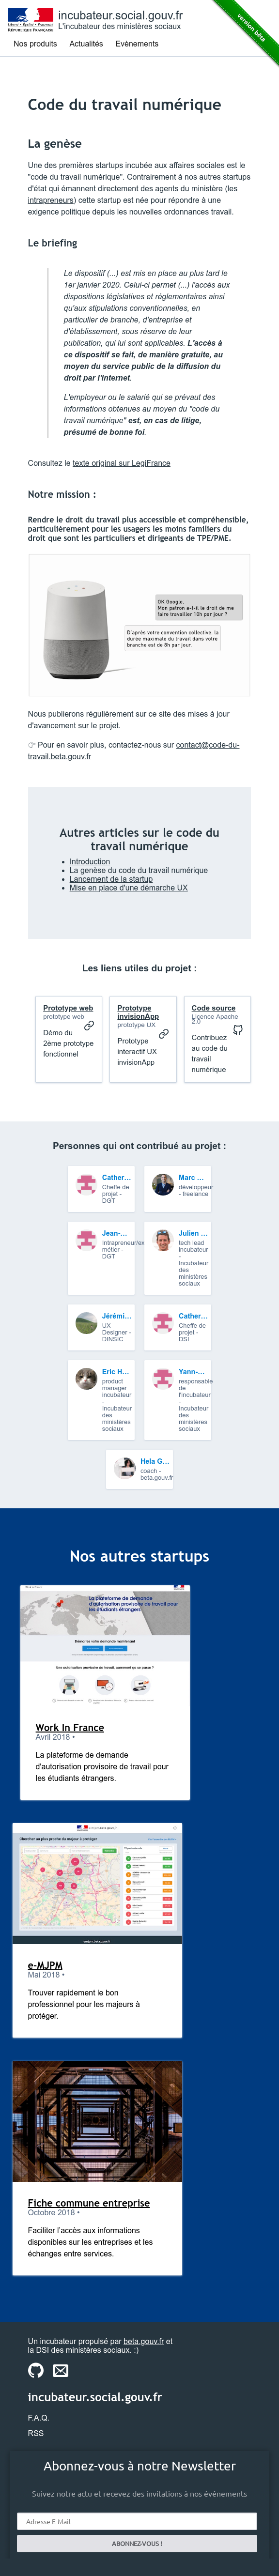 RÉPUBLIQUE FRANÇAISE
incubateur.social.gouv.fr
L'incubateur des ministères sociaux
version bêta
Nos produits Actualités Evènements
Code du travail numérique
La genèse
Une des premières startups incubée aux affaires sociales est le
"code du travail numérique". Contrairement à nos autres startups
d'état qui émanent directement des agents du ministère (les
intrapreneurs) cette startup est née pour répondre à une
exigence politique depuis les nouvelles ordonnances travail.
Le briefing
Le dispositif (...) est mis en place au plus tard le
1er janvier 2020. Celui-ci permet (...) l'accès aux
dispositions législatives et réglementaires ainsi
qu'aux stipulations conventionnelles, en
particulier de branche, d'entreprise et
d'établissement, sous réserve de leur
publication, qui lui sont applicables. L'accès à
ce dispositif se fait, de manière gratuite, au
moyen du service public de la diffusion du
droit par l'internet.
L'employeur ou le salarié qui se prévaut des
informations obtenues au moyen du "code du
travail numérique" est, en cas de litige,
présumé de bonne foi.
Consultez le texte original sur LegiFrance
Notre mission :
Rendre le droit du travail plus accessible et compréhensible,
particulièrement pour les usagers les moins familiers du
droit que sont les particuliers et dirigeants de TPE/PME.
OK Google.
Mon patron a-t-il le droit de me
faire travailler 10h par jour ?
D'après votre convention collective, la
durée maximale du travail dans votre
branche est de 8h par jour.
Nous publierons régulièrement sur ce site des mises à jour
d'avancement sur le projet.
👉 Pour en savoir plus, contactez-nous sur contact@code-du-
travail.beta.gouv.fr
Autres articles sur le code du
travail numérique
Introduction
La genèse du code du travail numérique
Lancement de la startup
Mise en place d'une démarche UX
Les liens utiles du projet :
Prototype web
prototype web
Démo du
2ème prototype
fonctionnel
Prototype
invisionApp
prototype UX
Prototype
interactif UX
invisionApp
Code source
Licence Apache
2.0
Contribuez
au code du
travail
numérique
Personnes qui ont contribué au projet :
Cather...
Cheffe de
projet -
DGT
Marc ...
développeur
- freelance
Jean-...
Intrapreneur/ex
métier -
DGT
Julien ...
tech lead
incubateur
-
Incubateur
des
ministères
sociaux
Jérémi...
UX
Designer -
DINSIC
Cather...
Cheffe de
projet -
DSI
Eric H...
product
manager
incubateur
-
Incubateur
des
ministères
sociaux
Yann-...
responsable
de
l'incubateur
-
Incubateur
des
ministères
sociaux
Hela G...
coach -
beta.gouv.fr
Nos autres startups
La plateforme de demande
d'autorisation provisoire de travail pour
les étudiants étrangers.
Work In France
Avril 2018 •
La plateforme de demande
d'autorisation provisoire de travail pour
les étudiants étrangers.
Chercher au plus proche du majeur à protéger
e-MJPM
Mai 2018 •
Trouver rapidement le bon
professionnel pour les majeurs à
protéger.
Fiche commune entreprise
Octobre 2018 •
Faciliter l'accès aux informations
disponibles sur les entreprises et les
échanges entre services.
Un incubateur propulsé par beta.gouv.fr et
la DSI des ministères sociaux. :)
incubateur.social.gouv.fr
F.A.Q.
RSS
Abonnez-vous à notre Newsletter
Suivez notre actu et recevez des invitations à nos événements
Adresse E-Mail
ABONNEZ-VOUS !